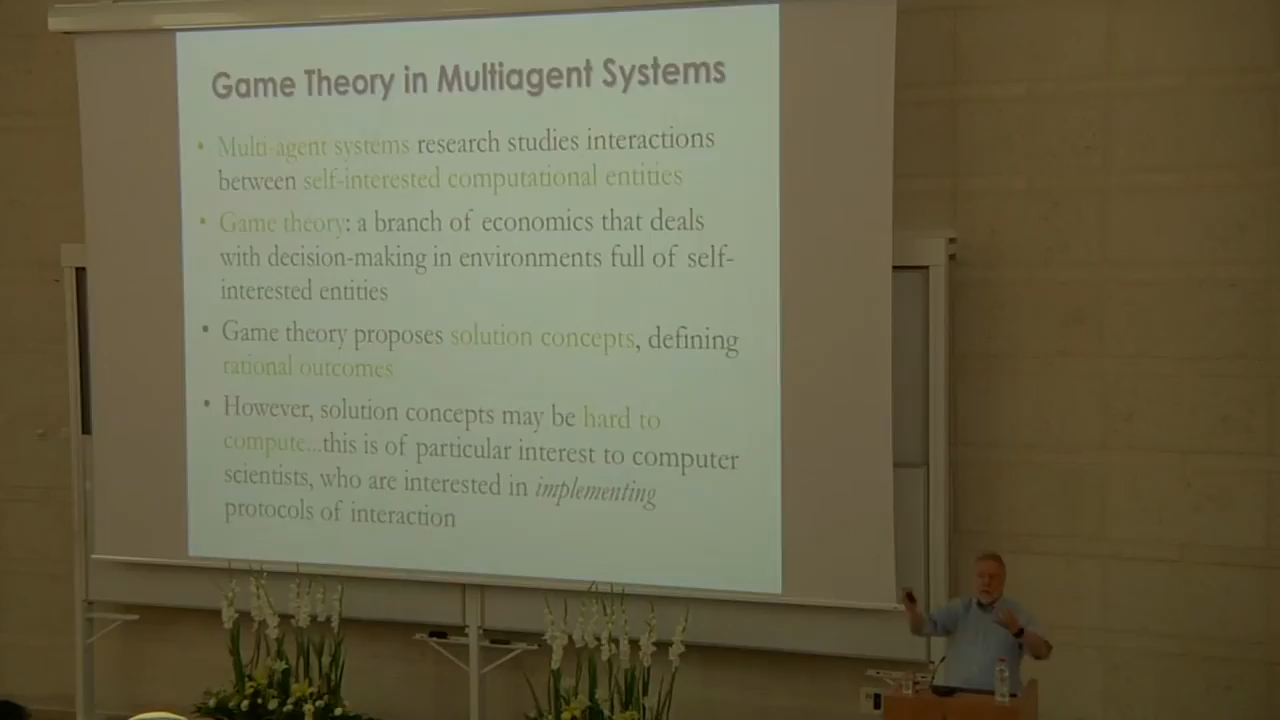 Game Theory in Multiagent Systems
• Multi-agent systems research studies interactions
between self-interested computational entities
• Game theory: a branch of economics that deals
with decision-making in environments full of self-
interested entities
• Game theory proposes solution concepts, defining
rational outcomes
• However, solution concepts may be hard to
compute...this is of particular interest to computer
scientists, who are interested in implementing
protocols of interaction